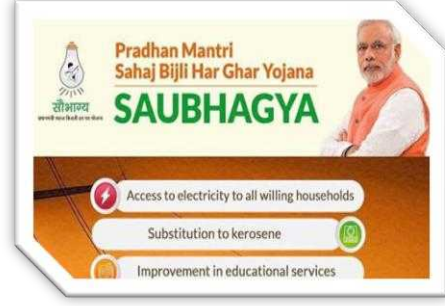 Pradhan Mantri
Sahaj Bijli Har Ghar Yojana
सौभाग्य
SAUBHAGYA
Access to electricity to all willing households
Substitution to kerosene
Improvement in educational services